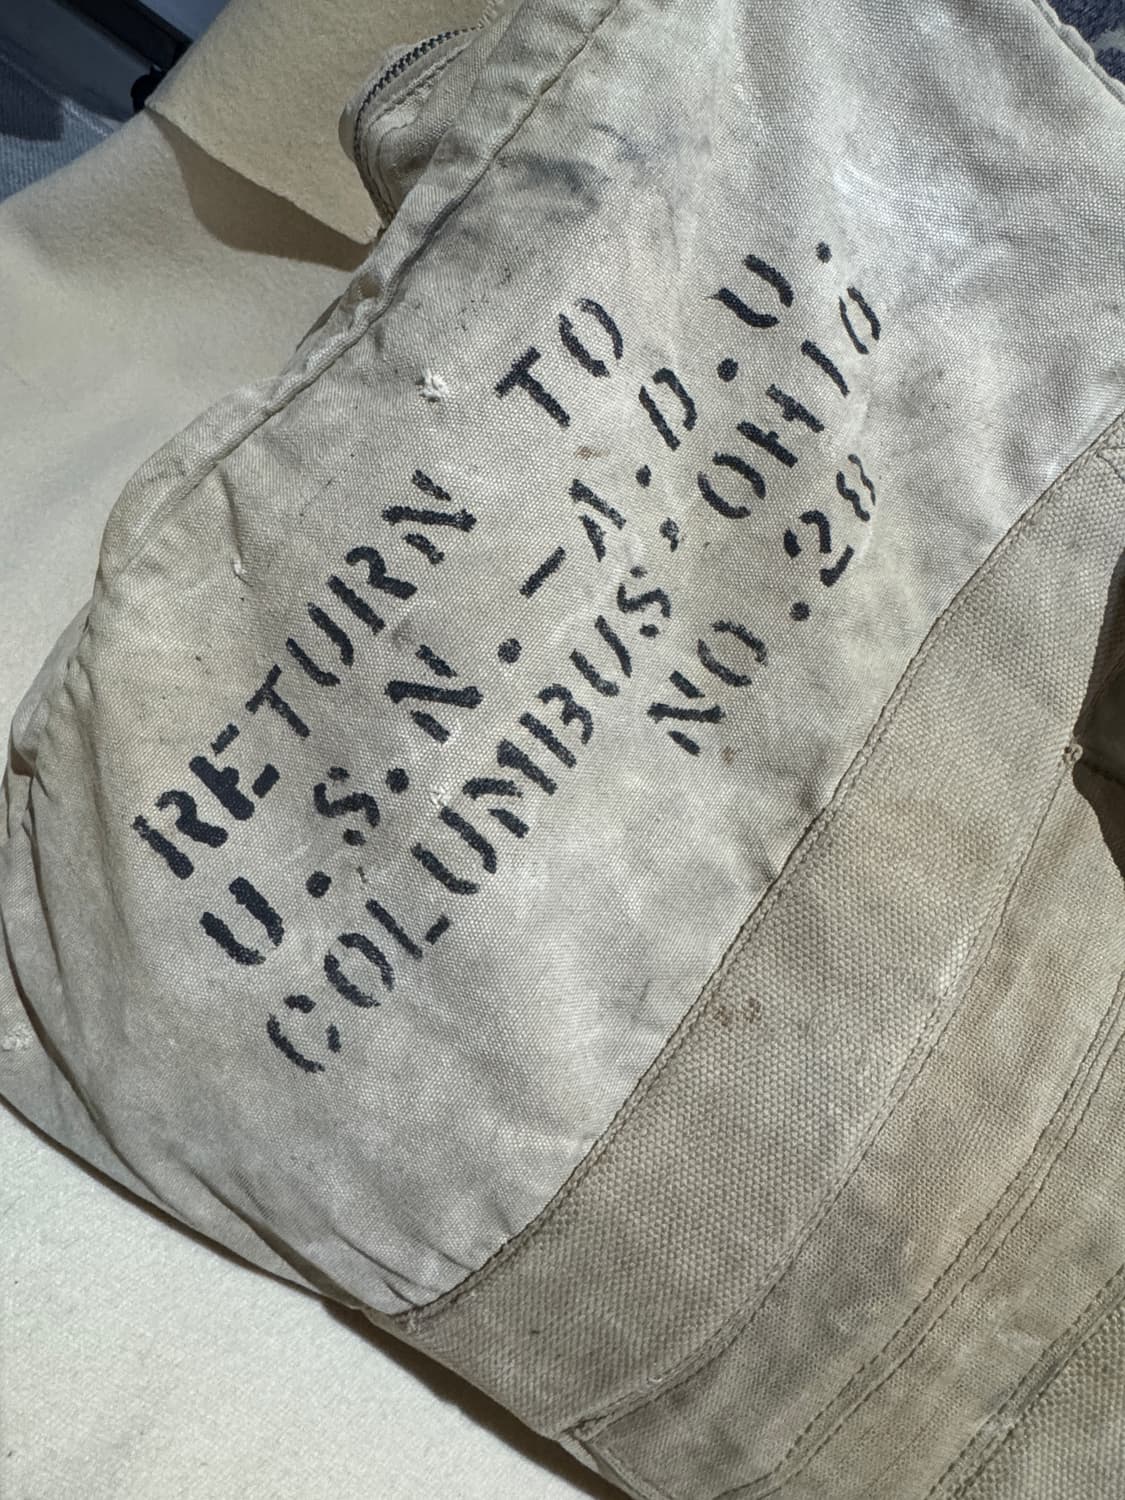 RETURN TO
U.S.N.-A.D.U.
COLUMBUS, OHIO
NO. 28